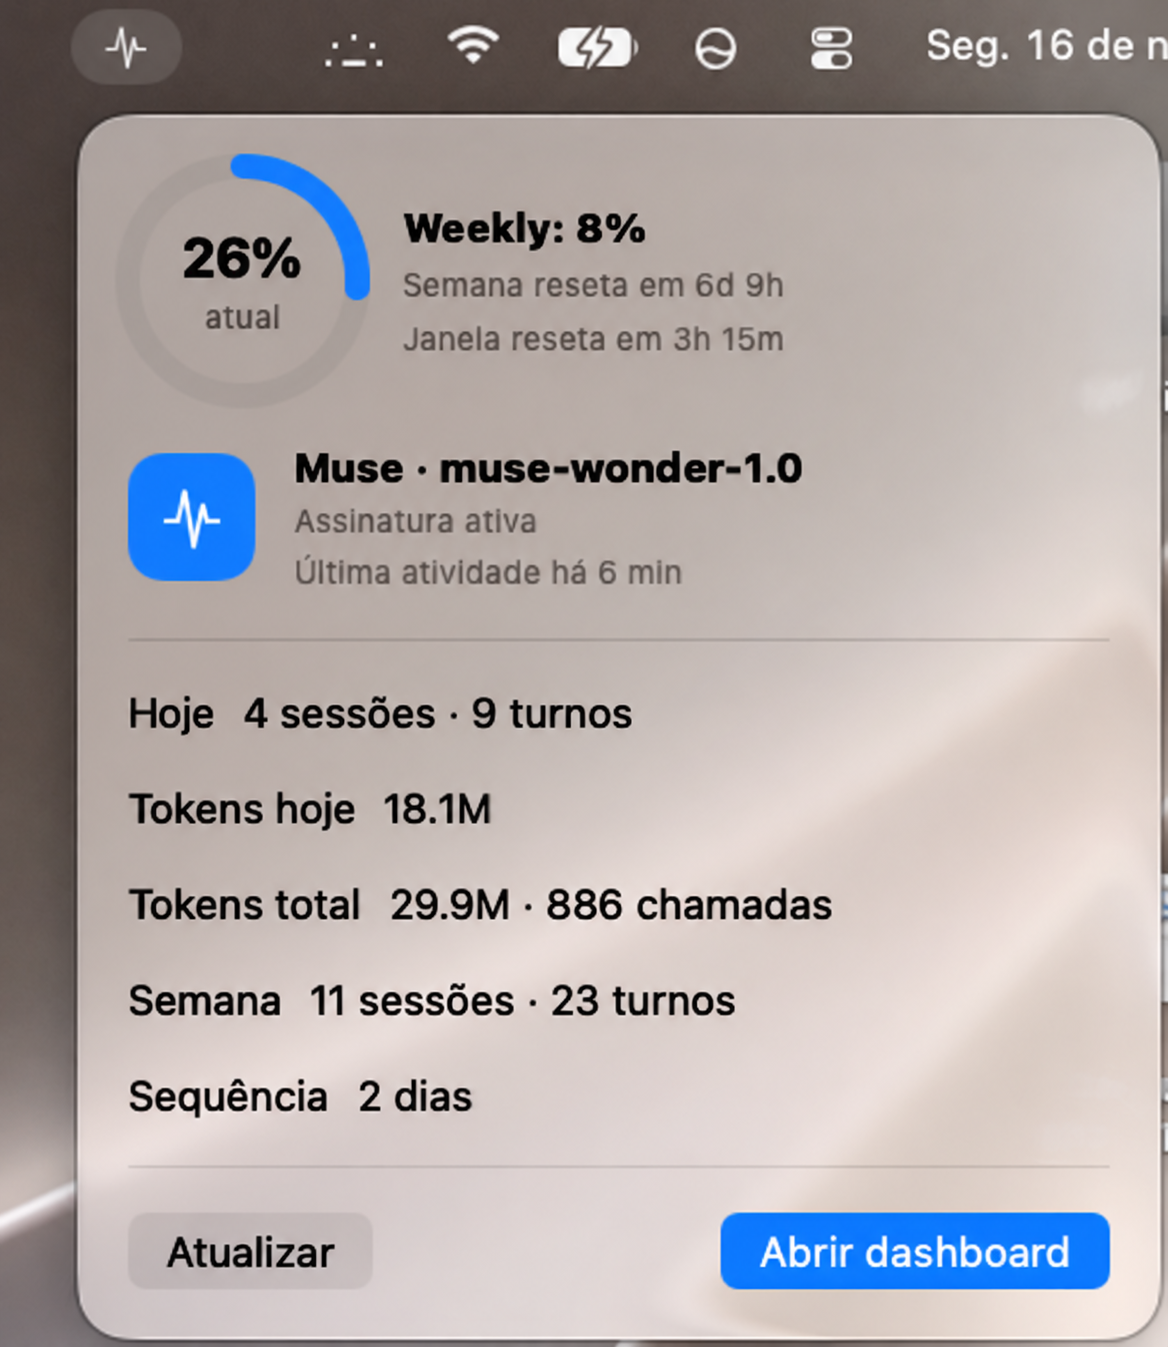 Seg. 16 de n
26%
atual
Weekly: 8%
Semana reseta em 6d 9h
Janela reseta em 3h 15m
Muse · muse-wonder-1.0
Assinatura ativa
Última atividade há 6 min
Hoje 4 sessões · 9 turnos
Tokens hoje 18.1M
Tokens total 29.9M · 886 chamadas
Semana 11 sessões · 23 turnos
Sequência 2 dias
Atualizar
Abrir dashboard